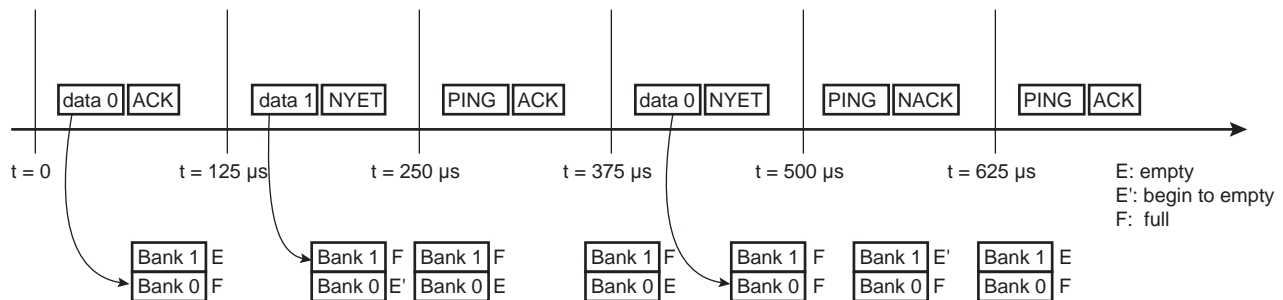 data 0 ACK data 1 NYET PING ACK data 0 NYET PING NACK PING ACK
t = 0 t = 125 μs t = 250 μs t = 375 μs t = 500 μs t = 625 μs
E: empty
E': begin to empty
F: full
Bank 1 E Bank 1 F Bank 1 F Bank 1 F Bank 1 F Bank 1 E' Bank 1 E
Bank 0 F Bank 0 E' Bank 0 E Bank 0 E Bank 0 F Bank 0 F Bank 0 F